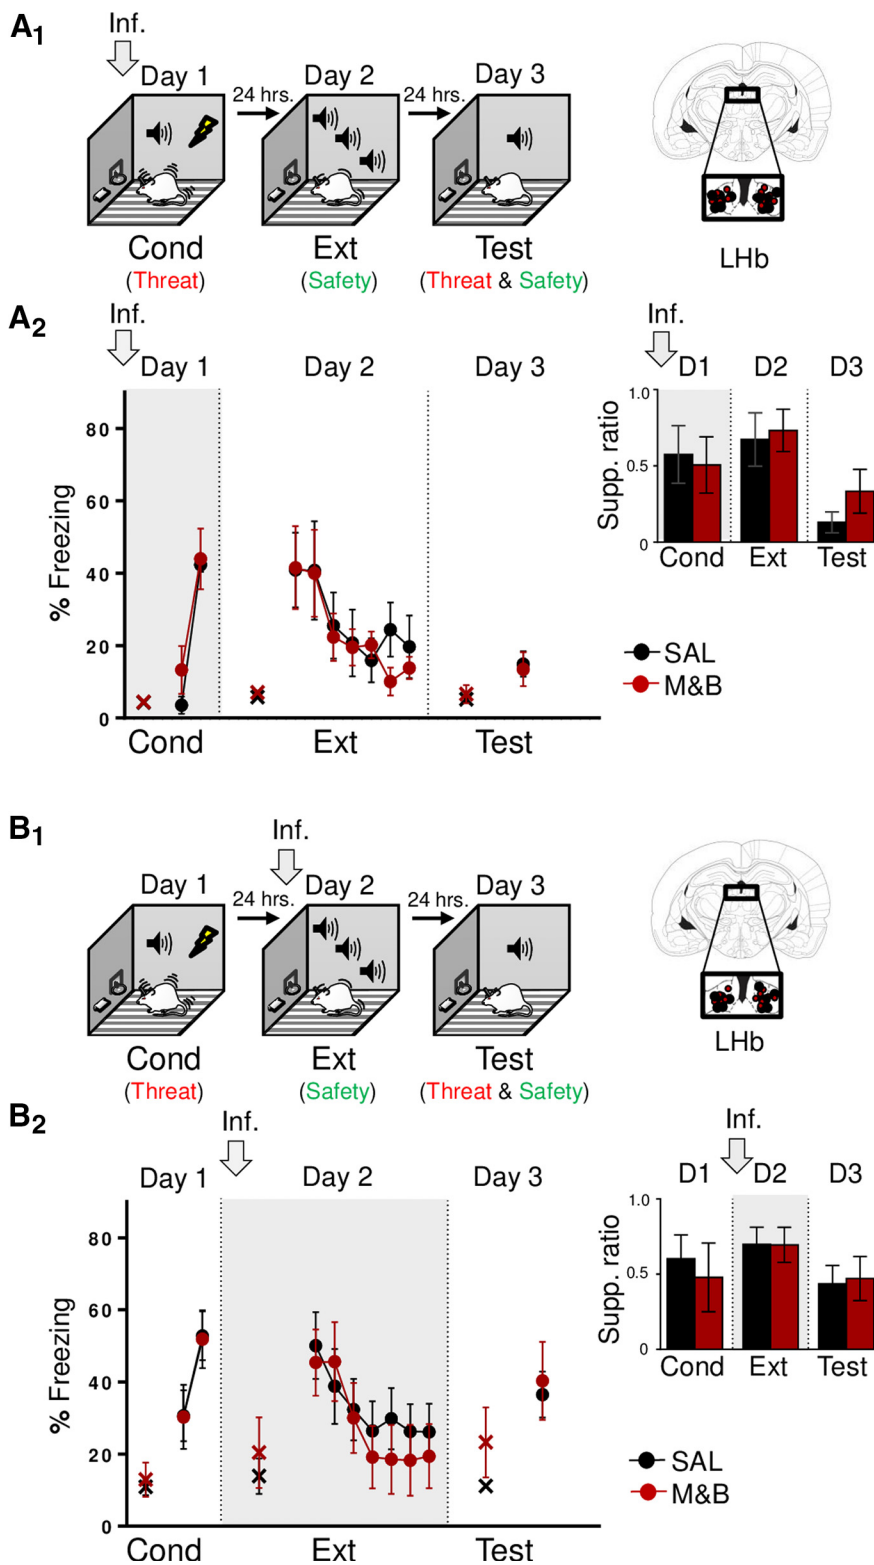 A1
Inf.
Day 1
24 hrs.
Day 2
24 hrs.
Day 3
Cond
Ext
Test
LHb
(Threat)
(Safety)
(Threat & Safety)
A2
Inf.
Inf.
Day 1
Day 2
Day 3
D1
D2
D3
% Freezing
80
60
40
20
0
Cond
Ext
Test
Supp. ratio
1.0
0.5
0
Cond
Ext
Test
SAL
M&B
B1
Inf.
Day 1
24 hrs.
Day 2
24 hrs.
Day 3
Cond
Ext
Test
LHb
(Threat)
(Safety)
(Threat & Safety)
B2
Inf.
Inf.
Day 1
Day 2
Day 3
D1
D2
D3
% Freezing
80
60
40
20
0
Cond
Ext
Test
Supp. ratio
1.0
0.5
0
Cond
Ext
Test
SAL
M&B